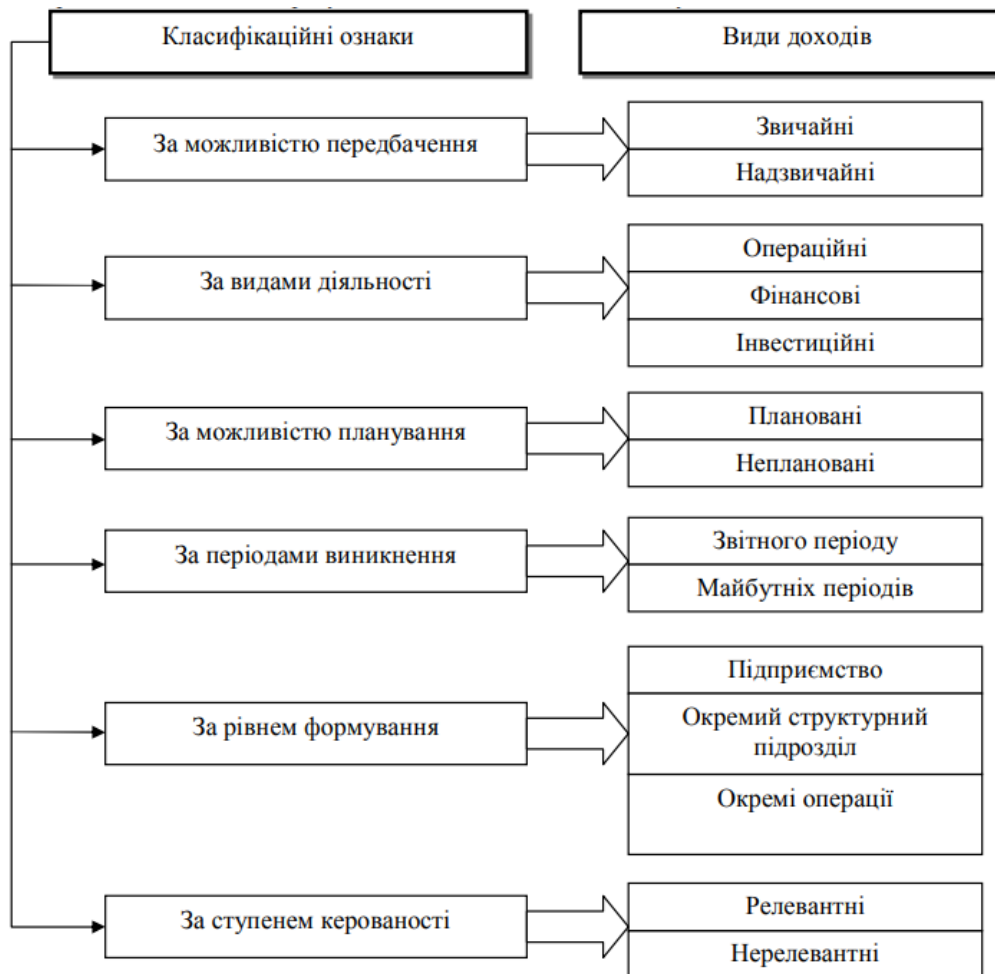 Класифікаційні ознаки
Види доходів
За можливістю передбачення
Звичайні
Надзвичайні
За видами діяльності
Операційні
Фінансові
Інвестиційні
За можливістю планування
Плановані
Неплановані
За періодами виникнення
Звітного періоду
Майбутніх періодів
За рівнем формування
Підприємство
Окремий структурний
підрозділ
Окремі операції
За ступенем керованості
Релевантні
Нерелевантні